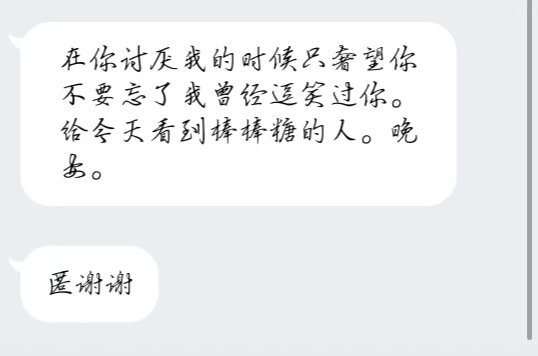 在你讨厌我的时候只奢望你
不要忘了我曾经逗笑过你。
给今天看到棒棒糖的人。晚
安。
匿谢谢